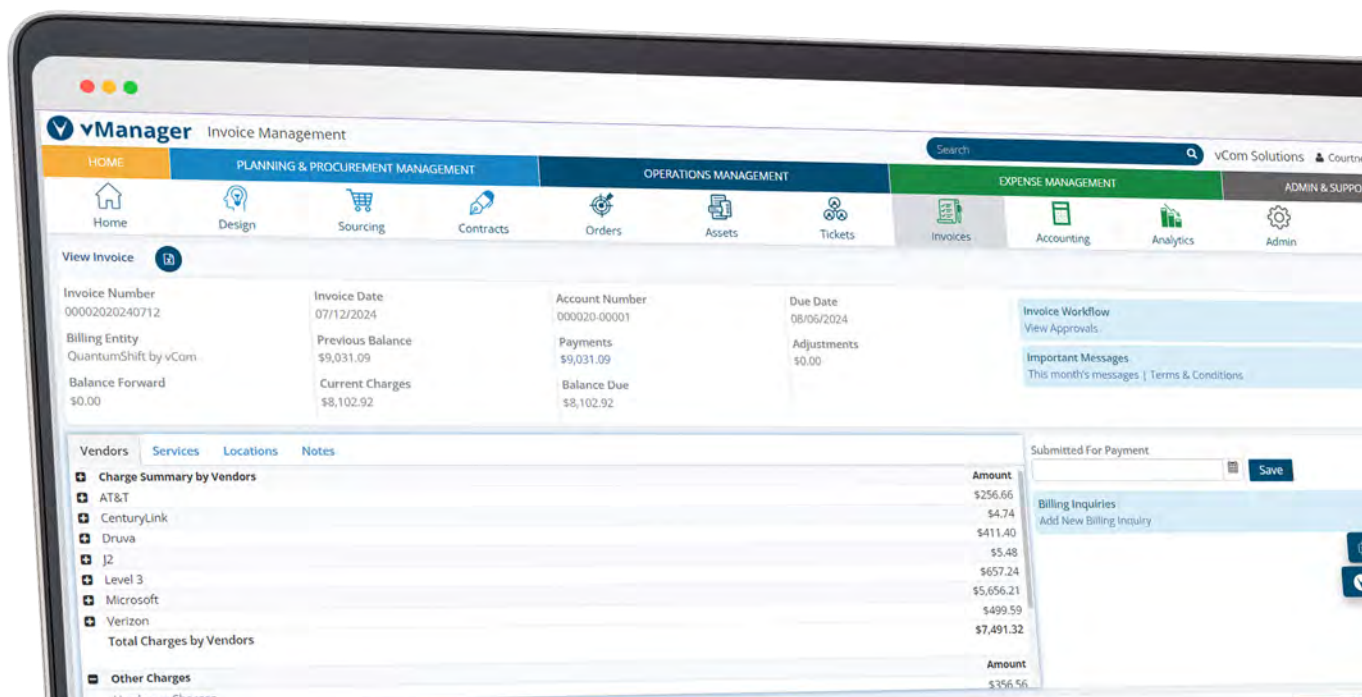 vManager Invoice Management
Search
vCom Solutions
HOME PLANNING & PROCUREMENT MANAGEMENT OPERATIONS MANAGEMENT EXPENSE MANAGEMENT ADMIN &
Home Design Sourcing Contracts Orders Assets Tickets Invoices Accounting Analytics Admin
View Invoice
Invoice Number Invoice Date Account Number Due Date
00002020240712 07/12/2024 000020-00001 08/06/2024
Billing Entity Previous Balance Payments Adjustments
QuantumShift by vCom $9,031.09 $9,031.09 $0.00
Balance Forward Current Charges Balance Due
$0.00 $8,102.92 $8,102.92
Invoice Workflow
View Approvals
Important Messages
This month's messages | Terms & Conditions
Vendors Services Locations Notes
Charge Summary by Vendors Amount
AT&T $256.66
CenturyLink $4.74
Druva $411.40
J2 $5.48
Level 3 $657.24
Microsoft $5,656.21
Verizon $499.59
Total Charges by Vendors $7,491.32
Other Charges Amount
$356.56
Submitted For Payment
Save
Billing Inquiries
Add New Billing Inquiry